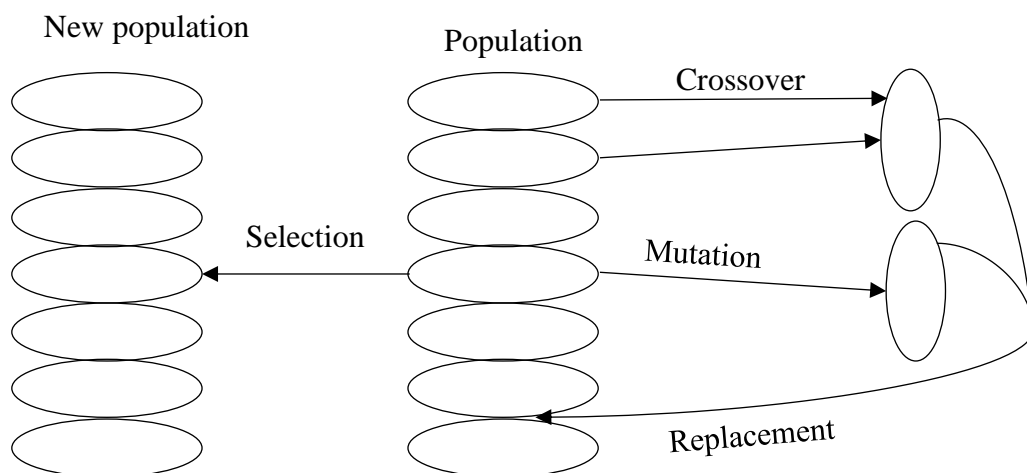 New population
Population
Crossover
Selection
Mutation
Replacement